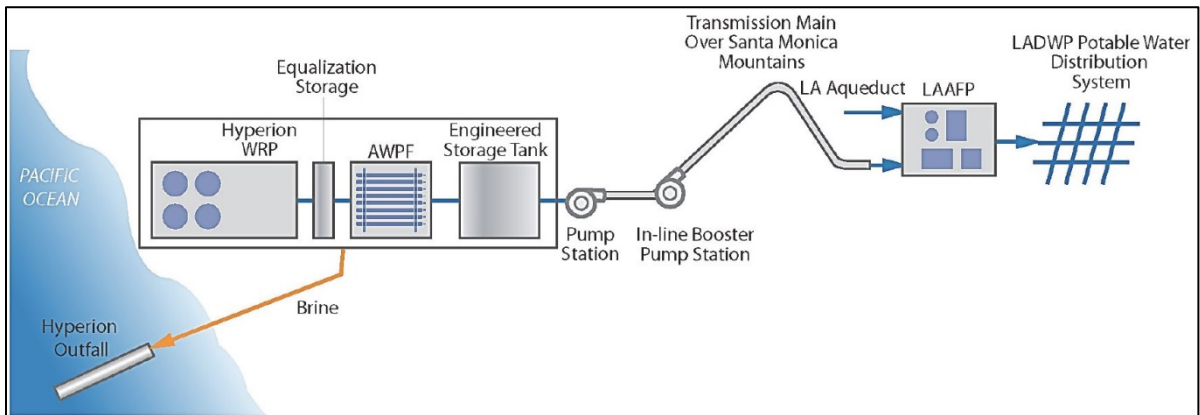 Transmission Main
Over Santa Monica
Mountains
LADWP Potable Water
Distribution
System
Equalization
Storage
LA Aqueduct
LAAFP
Hyperion
WRP
AWPF
Engineered
Storage Tank
PACIFIC
OCEAN
Pump
Station
In-line Booster
Pump Station
Brine
Hyperion
Outfall